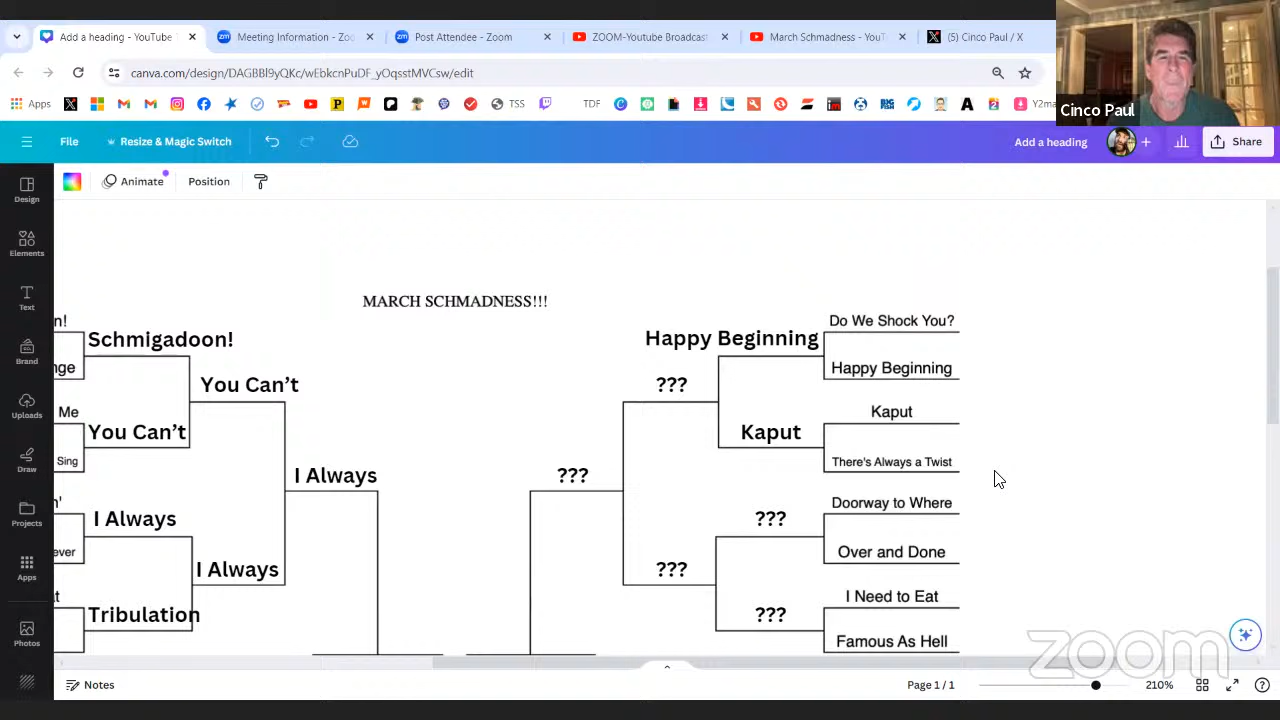 Add a heading - YouTube
Meeting Information - Zoo
Post Attendee - Zoom
ZOOM-Youtube Broadcast
March Schmadness - YouT
(5) Cinco Paul / X
canva.com/design/DAGBBl9yQKc/wEbkcnPuDF_yOqsstMVCsw/edit
Apps
TSS
TDF
Y2ma
Cinco Paul
File
Resize & Magic Switch
Add a heading
Share
Animate
Position
Design
Elements
Text
Brand
Uploads
Draw
Projects
Apps
Photos
MARCH SCHMADNESS!!!
n!
Schmigadoon!
nge
You Can't
Me
You Can't
Sing
I Always
n'
I Always
ever
I Always
at
Tribulation
Happy Beginning
Do We Shock You?
Happy Beginning
???
Kaput
Kaput
There's Always a Twist
???
Doorway to Where
???
Over and Done
???
I Need to Eat
???
Famous As Hell
zoom
Notes
Page 1 / 1
210%